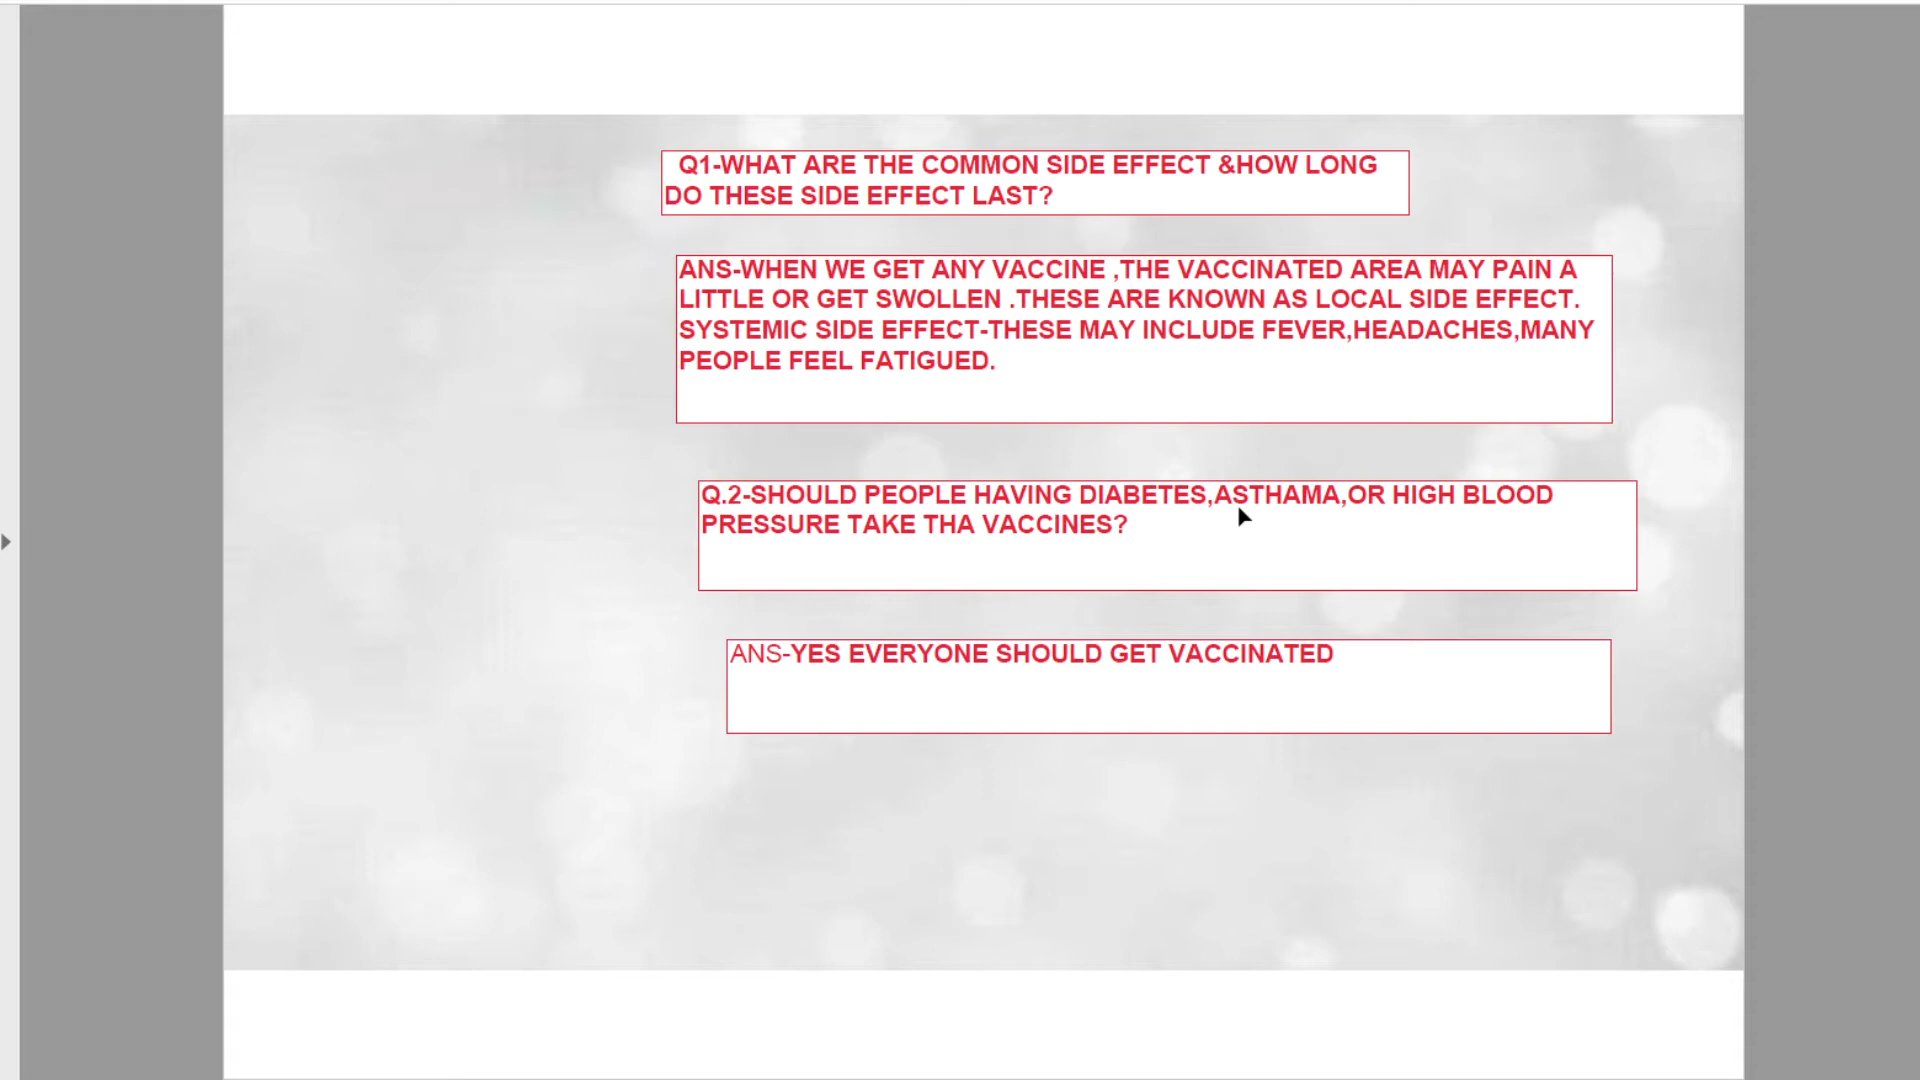 Q1-WHAT ARE THE COMMON SIDE EFFECT &HOW LONG
DO THESE SIDE EFFECT LAST?
ANS-WHEN WE GET ANY VACCINE ,THE VACCINATED AREA MAY PAIN A
LITTLE OR GET SWOLLEN .THESE ARE KNOWN AS LOCAL SIDE EFFECT.
SYSTEMIC SIDE EFFECT-THESE MAY INCLUDE FEVER,HEADACHES,MANY
PEOPLE FEEL FATIGUED.
Q.2-SHOULD PEOPLE HAVING DIABETES,ASTHAMA,OR HIGH BLOOD
PRESSURE TAKE THA VACCINES?
ANS-YES EVERYONE SHOULD GET VACCINATED